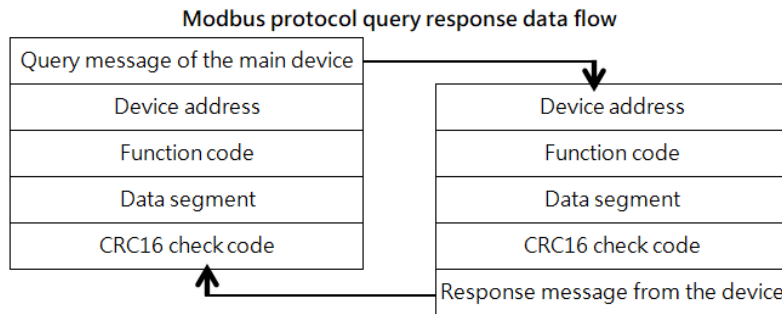 Modbus protocol query response data flow
Query message of the main device
Device address
Function code
Data segment
CRC16 check code
Device address
Function code
Data segment
CRC16 check code
Response message from the device